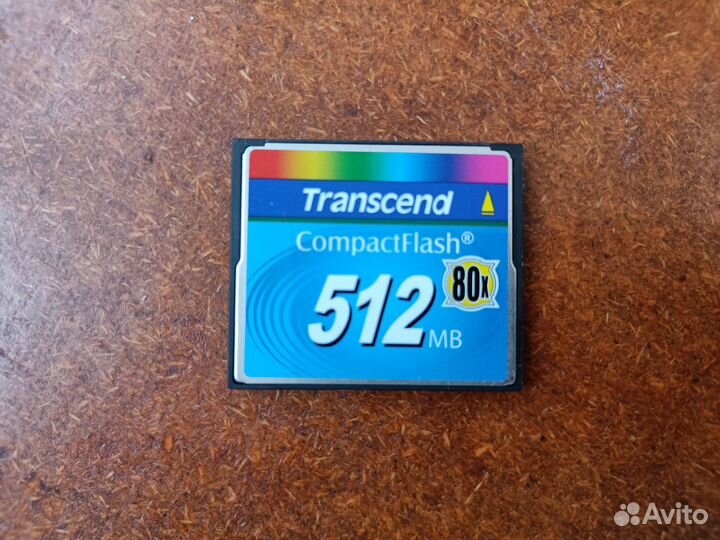 Transcend
CompactFlash®
80x
512 MB
Avito